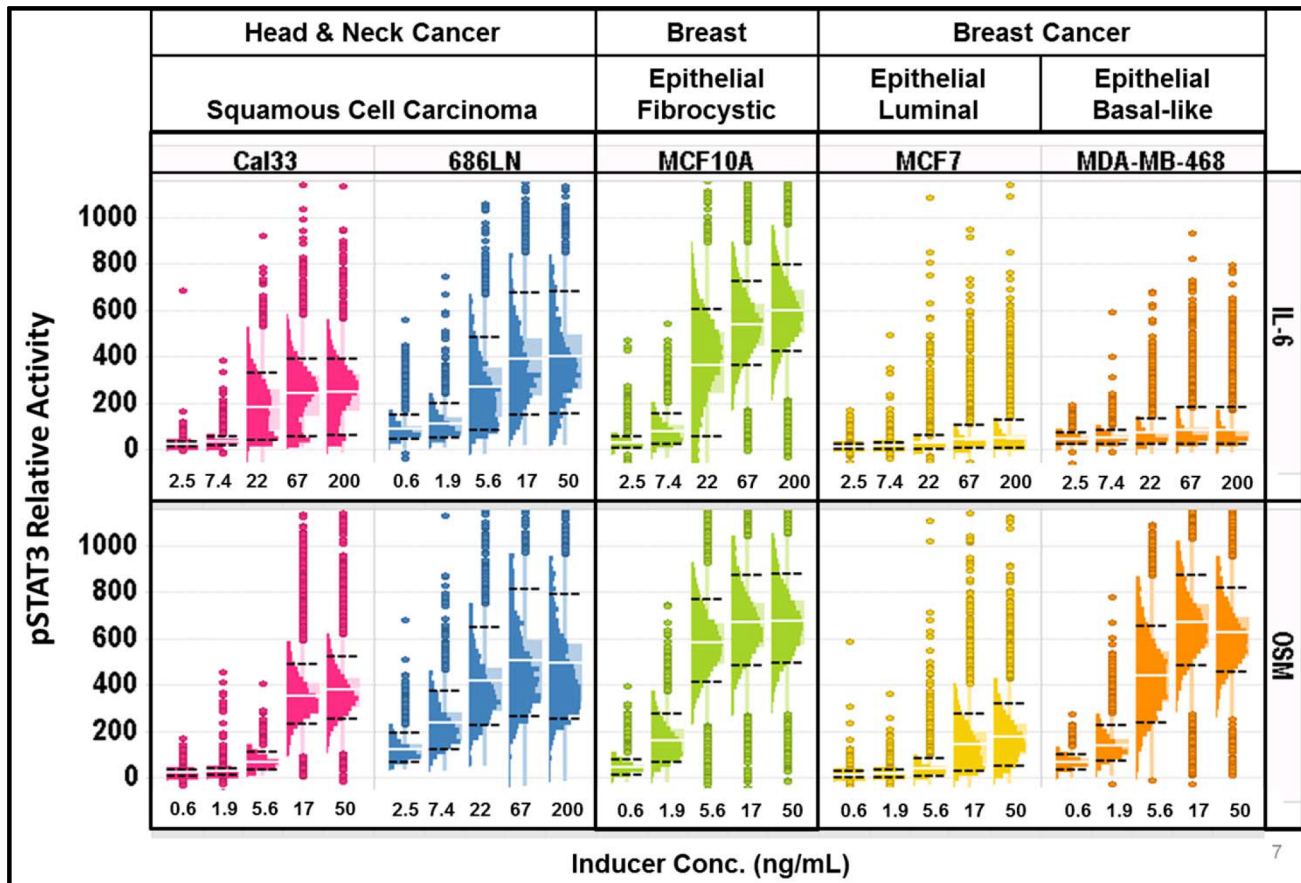 Head & Neck Cancer Breast Breast Cancer
Squamous Cell Carcinoma Epithelial Fibrocystic Epithelial Luminal Epithelial Basal-like
Cal33 686LN MCF10A MCF7 MDA-MB-468
pSTAT3 Relative Activity
1000
800
600
400
200
0
IL-6
2.5 7.4 22 67 200 0.6 1.9 5.6 17 50 2.5 7.4 22 67 200 2.5 7.4 22 67 200 2.5 7.4 22 67 200
1000
800
600
400
200
0
OSM
0.6 1.9 5.6 17 50 2.5 7.4 22 67 200 0.6 1.9 5.6 17 50 0.6 1.9 5.6 17 50 0.6 1.9 5.6 17 50
Inducer Conc. (ng/mL)
7